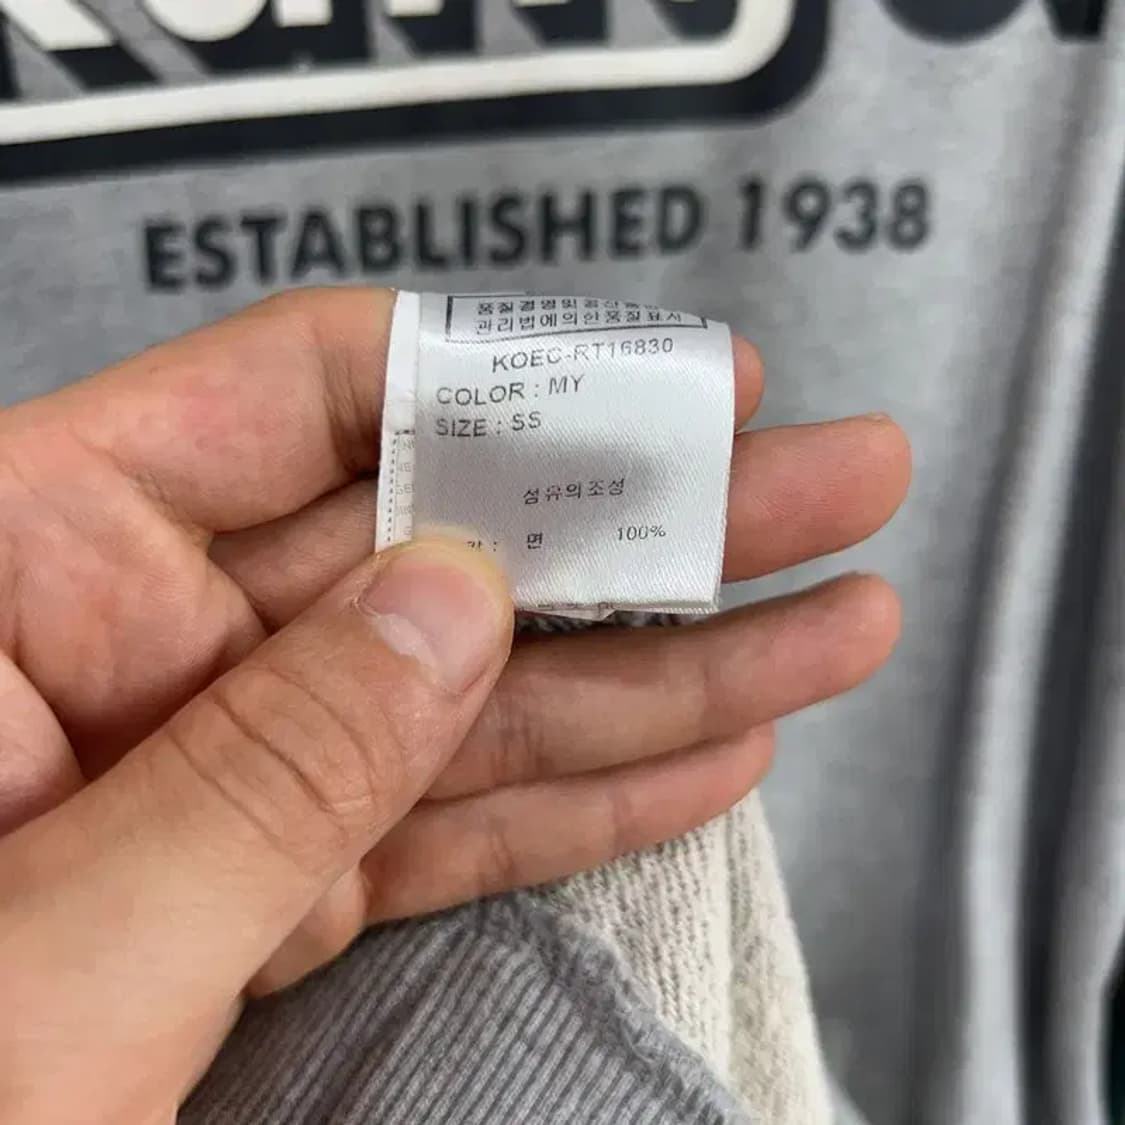 ESTABLISHED 1938
관리법에의한품질표시
KOEC-RT16830
COLOR : MY
SIZE : SS
섬유의조성
면 100%